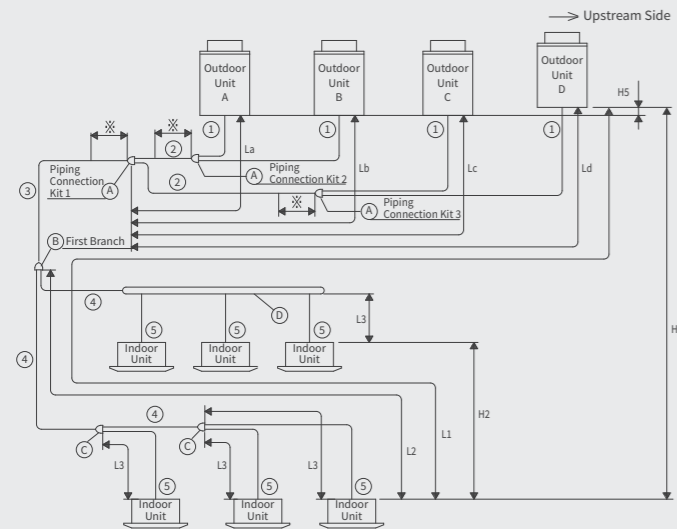 Upstream Side
Outdoor
Unit
A
Outdoor
Unit
B
Outdoor
Unit
C
Outdoor
Unit
D
H5
※
※
1
1
1
1
2
La
Lb
Lc
Ld
Piping
Connection
Kit 1
A
A
Piping
Connection Kit 2
2
3
※
A
Piping
Connection Kit 3
B
First Branch
4
D
L3
5
5
5
Indoor
Unit
Indoor
Unit
Indoor
Unit
H
4
H2
4
L1
L2
C
C
L3
L3
L3
5
5
5
Indoor
Unit
Indoor
Unit
Indoor
Unit